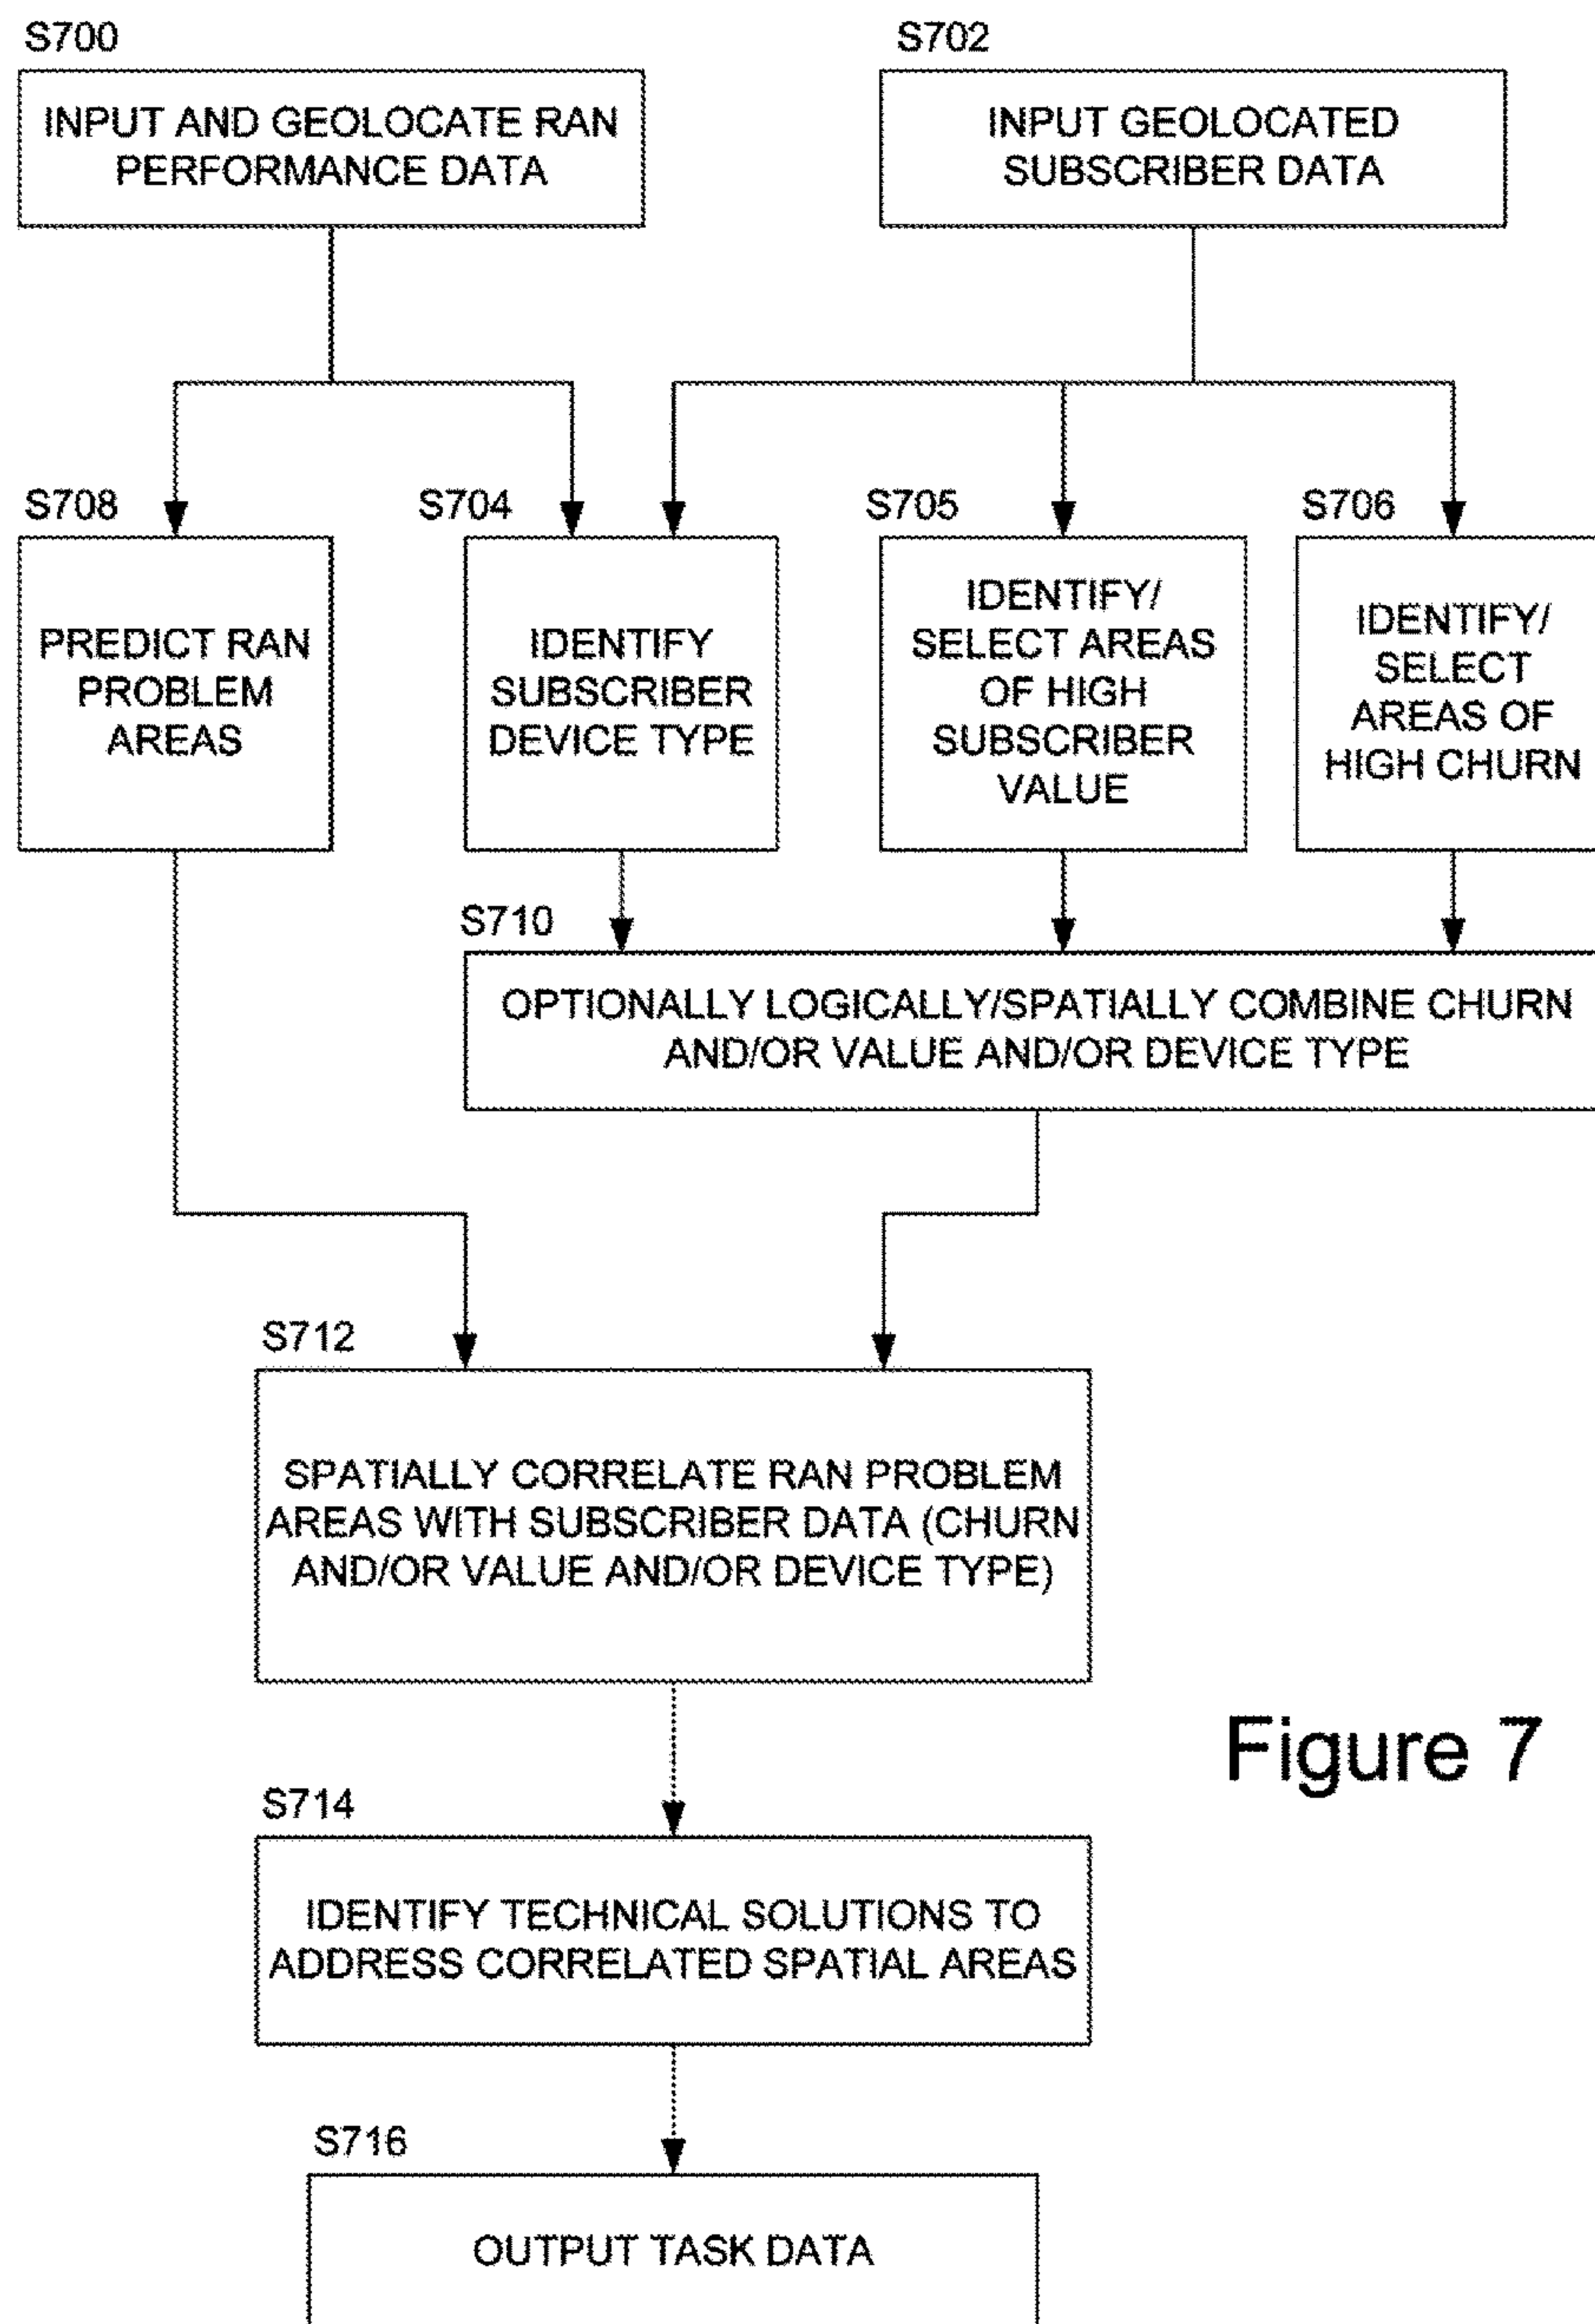 S700
INPUT AND GEOLOCATE RAN
PERFORMANCE DATA
S702
INPUT GEOLOCATED
SUBSCRIBER DATA
S708
PREDICT RAN
PROBLEM
AREAS
S704
IDENTIFY
SUBSCRIBER
DEVICE TYPE
S705
IDENTIFY/
SELECT AREAS
OF HIGH
SUBSCRIBER
VALUE
S706
IDENTIFY/
SELECT
AREAS OF
HIGH CHURN
S710
OPTIONALLY LOGICALLY/SPATIALLY COMBINE CHURN
AND/OR VALUE AND/OR DEVICE TYPE
S712
SPATIALLY CORRELATE RAN PROBLEM
AREAS WITH SUBSCRIBER DATA (CHURN
AND/OR VALUE AND/OR DEVICE TYPE)
Figure 7
S714
IDENTIFY TECHNICAL SOLUTIONS TO
ADDRESS CORRELATED SPATIAL AREAS
S716
OUTPUT TASK DATA